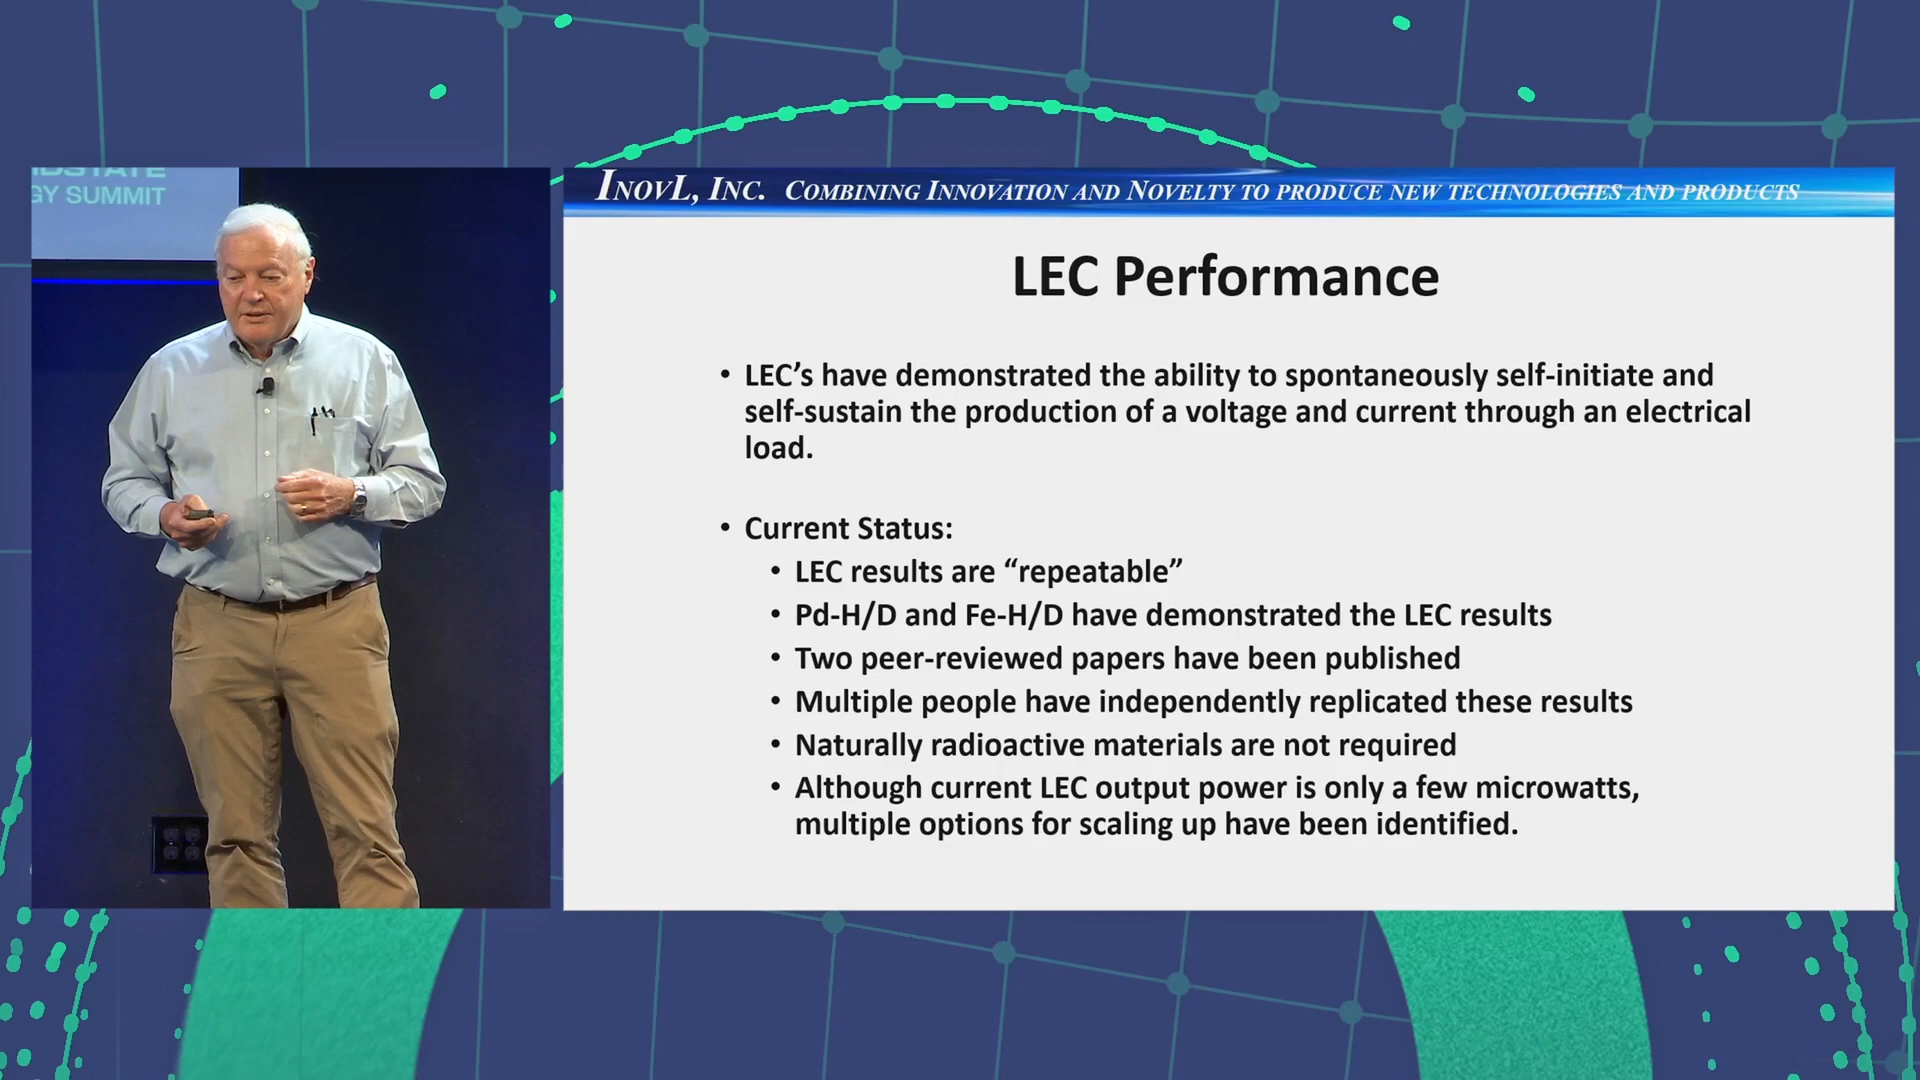 GY SUMMIT
INOVL, INC. COMBINING INNOVATION AND NOVELTY TO PRODUCE NEW TECHNOLOGIES AND PRODUCTS
LEC Performance
• LEC’s have demonstrated the ability to spontaneously self-initiate and
self-sustain the production of a voltage and current through an electrical
load.
• Current Status:
• LEC results are “repeatable”
• Pd-H/D and Fe-H/D have demonstrated the LEC results
• Two peer-reviewed papers have been published
• Multiple people have independently replicated these results
• Naturally radioactive materials are not required
• Although current LEC output power is only a few microwatts,
multiple options for scaling up have been identified.